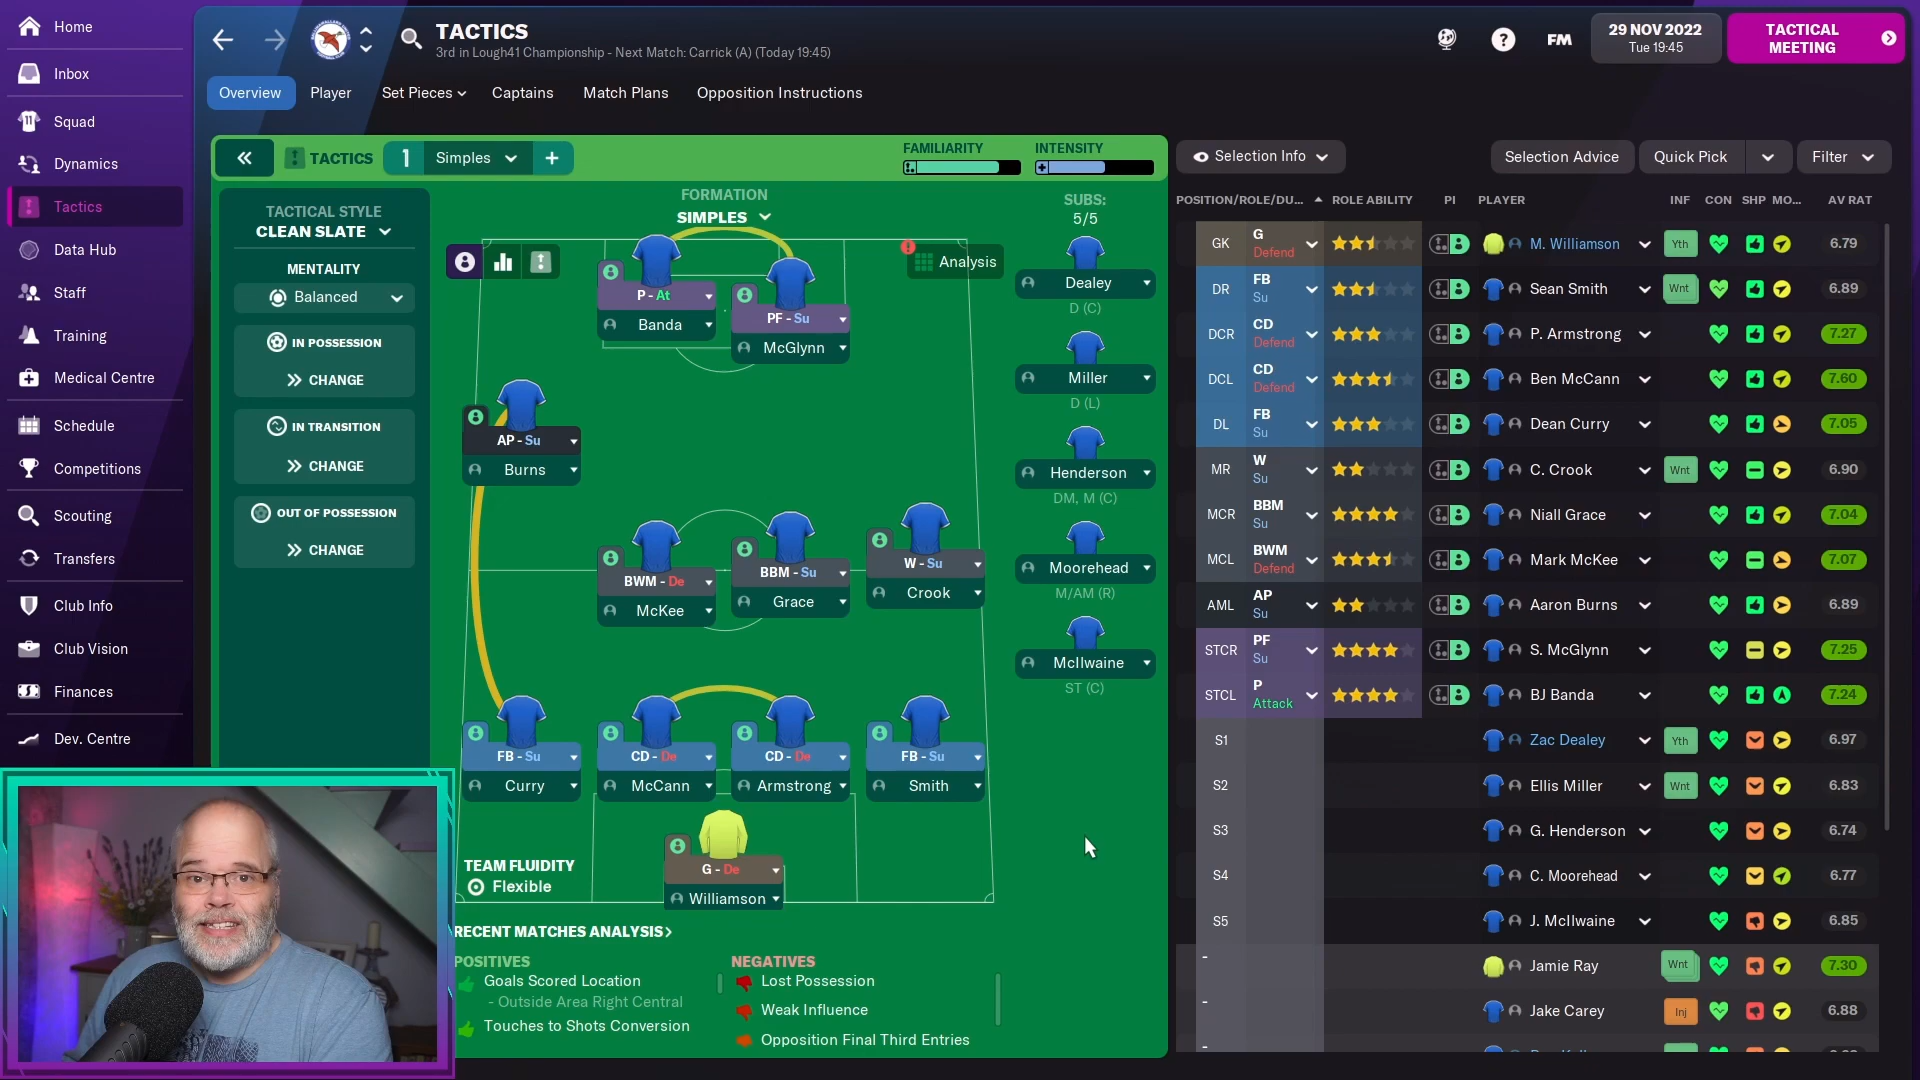 Home
Inbox
Squad
Dynamics
Tactics
Data Hub
Staff
Training
Medical Centre
Schedule
Competitions
Scouting
Transfers
Club Info
Club Vision
Finances
Dev. Centre
TACTICS
3rd in Lough41 Championship - Next Match: Carrick (A) (Today 19:45)
FM
29 NOV 2022
Tue 19:45
TACTICAL MEETING
Overview Player Set Pieces Captains Match Plans Opposition Instructions
TACTICS 1 Simples +
FAMILIARITY INTENSITY
TACTICAL STYLE
CLEAN SLATE
MENTALITY
Balanced
IN POSSESSION
CHANGE
IN TRANSITION
CHANGE
OUT OF POSSESSION
CHANGE
FORMATION
SIMPLES
Analysis
P - At
Banda
PF - Su
McGlynn
AP - Su
Burns
BWM - De
McKee
BBM - Su
Grace
W - Su
Crook
FB - Su
Curry
CD - De
McCann
CD - De
Armstrong
FB - Su
Smith
G - De
Williamson
TEAM FLUIDITY
Flexible
SUBS:
5/5
Dealey
D (C)
Miller
D (L)
Henderson
DM, M (C)
Moorehead
M/AM (R)
McIlwaine
ST (C)
RECENT MATCHES ANALYSIS>
POSITIVES
Goals Scored Location
- Outside Area Right Central
Touches to Shots Conversion
NEGATIVES
Lost Possession
Weak Influence
Opposition Final Third Entries
Selection Info Selection Advice Quick Pick Filter
POSITION/ROLE/DU... ROLE ABILITY PI PLAYER INF CON SHP MO... AV RAT
GK G Defend M. Williamson Yth 6.79
DR FB Su Sean Smith Wnt 6.89
DCR CD Defend P. Armstrong 7.27
DCL CD Defend Ben McCann 7.60
DL FB Su Dean Curry 7.05
MR W Su C. Crook Wnt 6.90
MCR BBM Su Niall Grace 7.04
MCL BWM Defend Mark McKee 7.07
AML AP Su Aaron Burns 6.89
STCR PF Su S. McGlynn 7.25
STCL P Attack BJ Banda 7.24
S1 Zac Dealey Yth 6.97
S2 Ellis Miller Wnt 6.83
S3 G. Henderson 6.74
S4 C. Moorehead 6.77
S5 J. McIlwaine 6.85
- Jamie Ray Wnt 7.30
- Jake Carey Inj 6.88
-